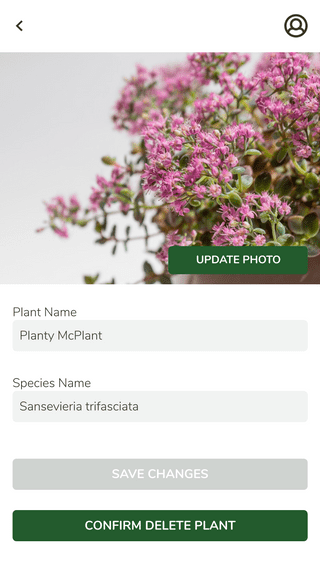 UPDATE PHOTO
Plant Name
Planty McPlant
Species Name
Sansevieria trifasciata
SAVE CHANGES
CONFIRM DELETE PLANT